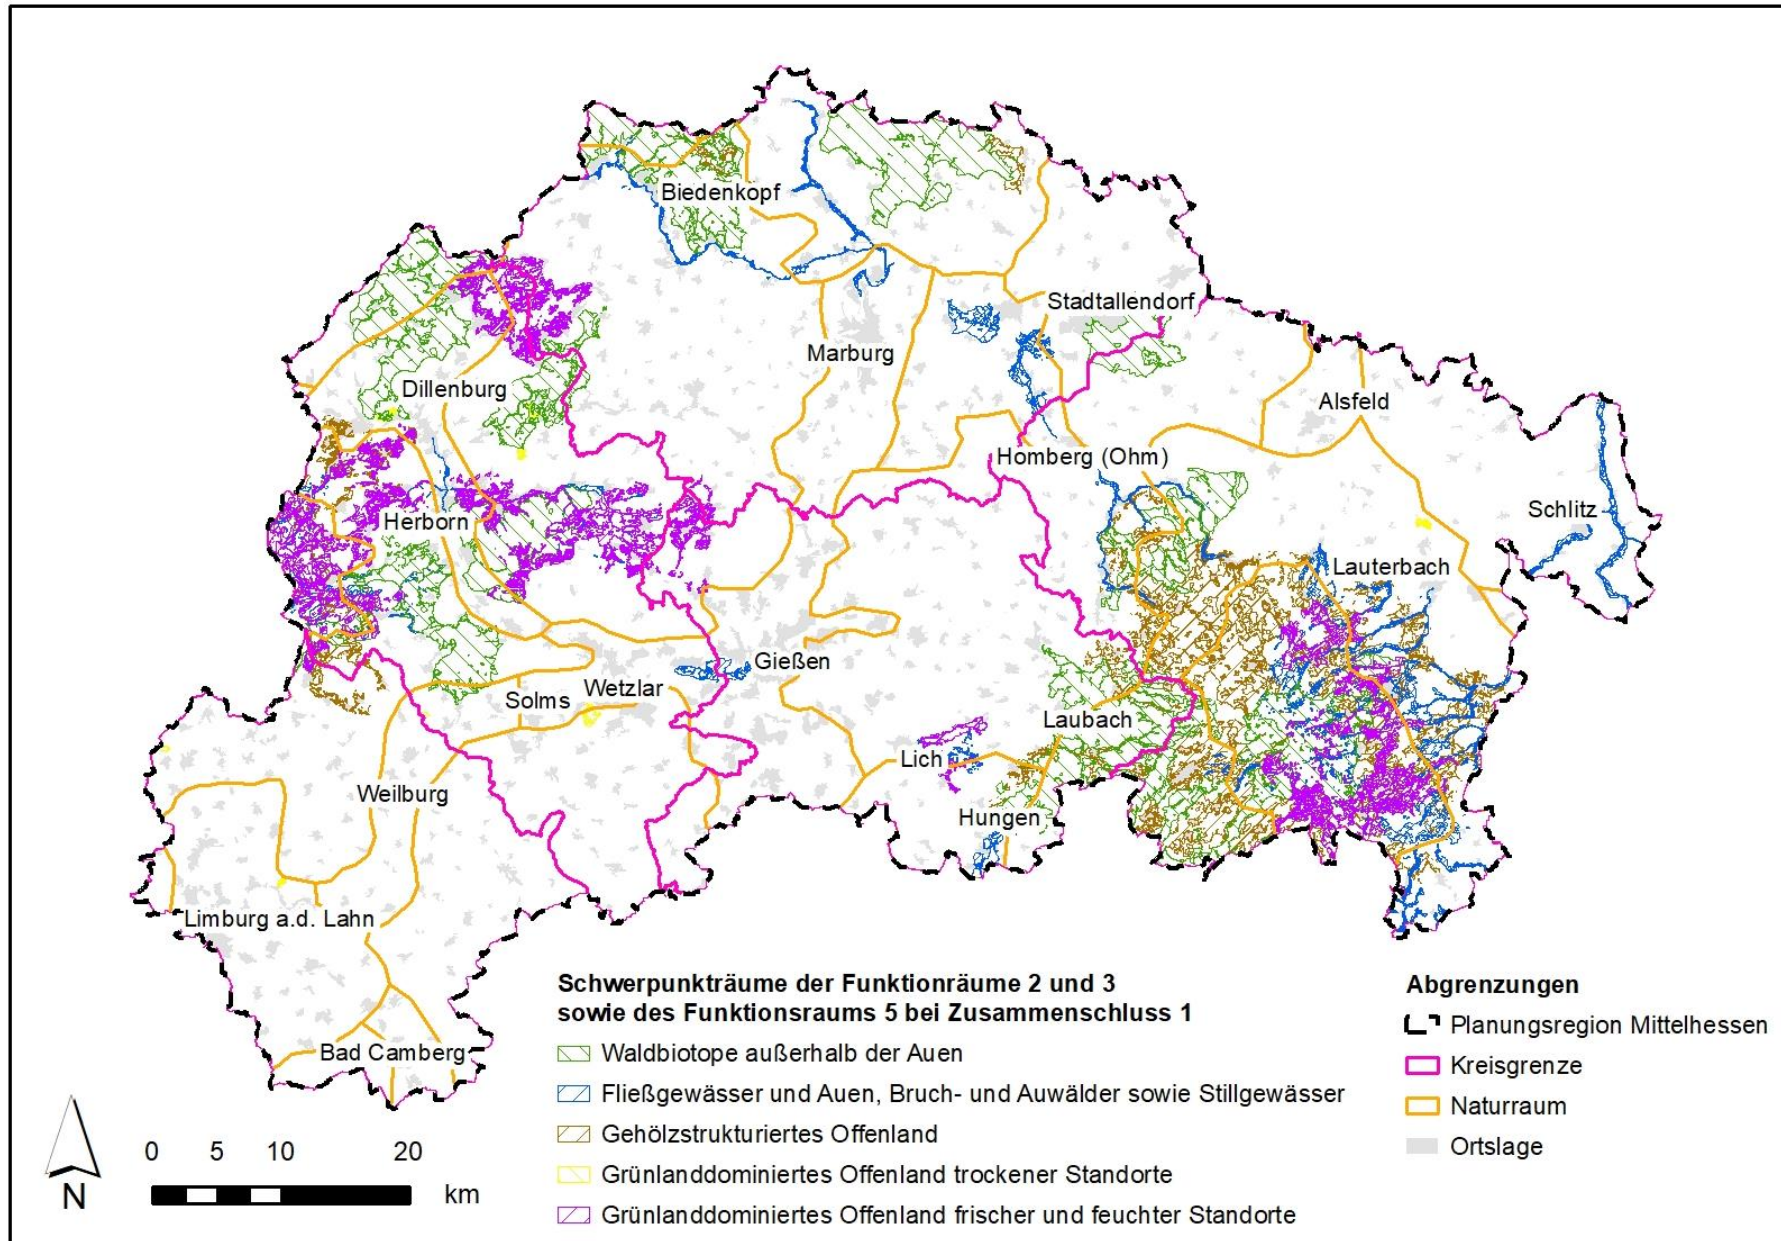 Biedenkopf
Stadtallendorf
Marburg
Dillenburg
Alsfeld
Homberg (Ohm)
Schlitz
Herborn
Lauterbach
Gießen
Solms
Wetzlar
Laubach
Lich
Weilburg
Hungen
Limburg a.d. Lahn
Bad Camberg
Schwerpunkträume der Funktionräume 2 und 3
sowie des Funktionsraums 5 bei Zusammenschluss 1
Waldbiotope außerhalb der Auen
Fließgewässer und Auen, Bruch- und Auwälder sowie Stillgewässer
Gehölzstrukturiertes Offenland
Grünlanddominiertes Offenland trockener Standorte
Grünlanddominiertes Offenland frischer und feuchter Standorte
Abgrenzungen
Planungsregion Mittelhessen
Kreisgrenze
Naturraum
Ortslage
N
0 5 10 20
km